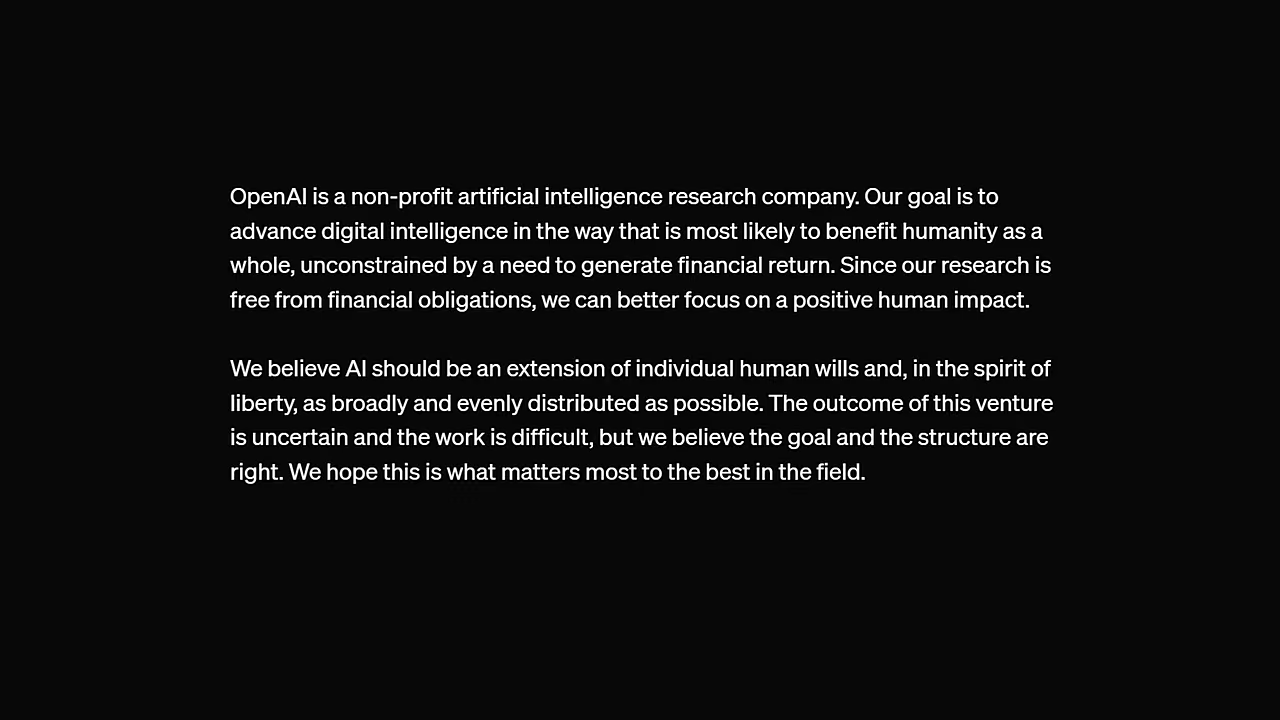 OpenAI is a non-profit artificial intelligence research company. Our goal is to
advance digital intelligence in the way that is most likely to benefit humanity as a
whole, unconstrained by a need to generate financial return. Since our research is
free from financial obligations, we can better focus on a positive human impact.
We believe AI should be an extension of individual human wills and, in the spirit of
liberty, as broadly and evenly distributed as possible. The outcome of this venture
is uncertain and the work is difficult, but we believe the goal and the structure are
right. We hope this is what matters most to the best in the field.